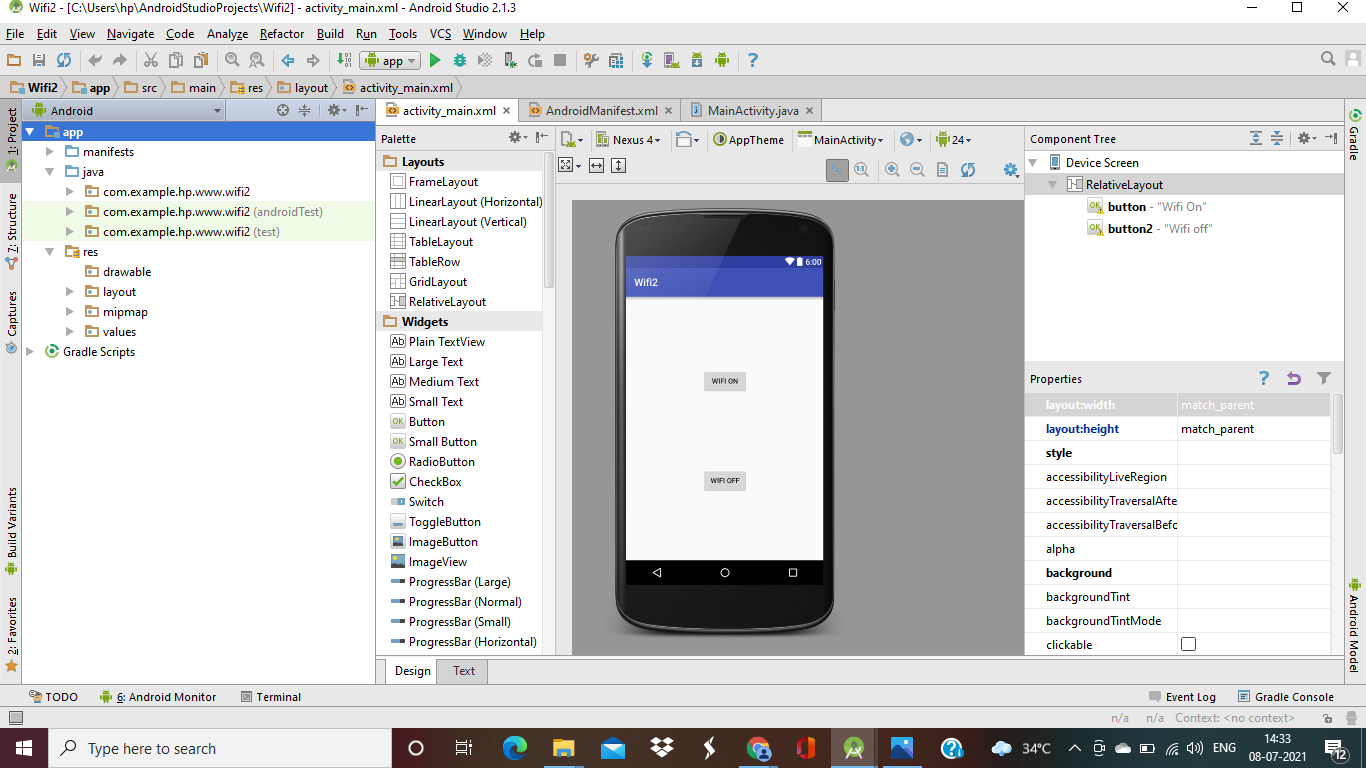 Wifi2 - [C:\Users\hp\AndroidStudioProjects\Wifi2] - activity_main.xml - Android Studio 2.1.3
File Edit View Navigate Code Analyze Refactor Build Run Tools VCS Window Help
app
Wifi2 app src main res layout activity_main.xml
Android
activity_main.xml AndroidManifest.xml MainActivity.java
1: Project
7: Structure
Captures
Build Variants
2: Favorites
app
manifests
java
com.example.hp.www.wifi2
com.example.hp.www.wifi2 (androidTest)
com.example.hp.www.wifi2 (test)
res
drawable
layout
mipmap
values
Gradle Scripts
Palette
Layouts
FrameLayout
LinearLayout (Horizontal)
LinearLayout (Vertical)
TableLayout
TableRow
GridLayout
RelativeLayout
Widgets
Plain TextView
Large Text
Medium Text
Small Text
Button
Small Button
RadioButton
CheckBox
Switch
ToggleButton
ImageButton
ImageView
ProgressBar (Large)
ProgressBar (Normal)
ProgressBar (Small)
ProgressBar (Horizontal)
Nexus 4 AppTheme MainActivity 24
6:00
Wifi2
WIFI ON
WIFI OFF
Design Text
Component Tree
Device Screen
RelativeLayout
button - "Wifi On"
button2 - "Wifi off"
Properties
layout:width match_parent
layout:height match_parent
style
accessibilityLiveRegion
accessibilityTraversalAfte
accessibilityTraversalBefo
alpha
background
backgroundTint
backgroundTintMode
clickable
Gradle
Android Model
TODO 6: Android Monitor Terminal Event Log Gradle Console
n/a n/a Context: <no context>
Type here to search
34°C ENG 14:33
08-07-2021
12